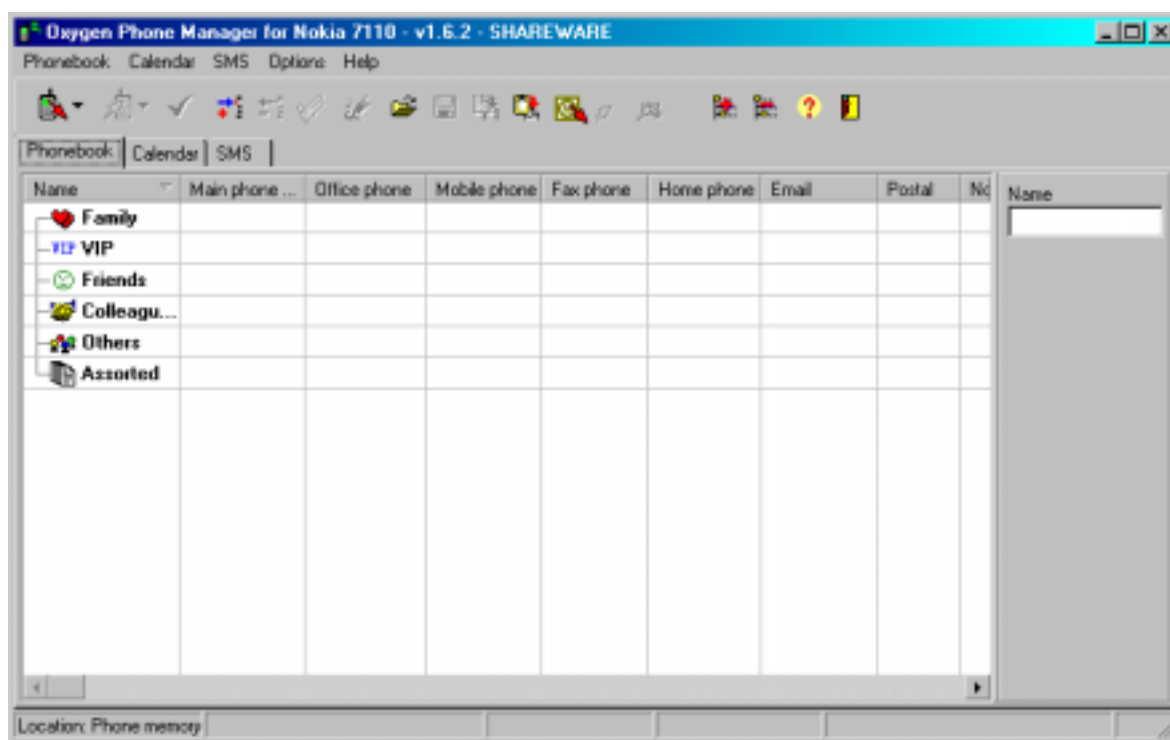 Oxygen Phone Manager for Nokia 7110 - v1.6.2 - SHAREWARE
Phonebook Calendar SMS Options Help
Phonebook Calendar SMS
Name Main phone ... Office phone Mobile phone Fax phone Home phone Email Postal No Name
Family
VIP VIP
Friends
Colleagu...
Others
Assorted
Location: Phone memory